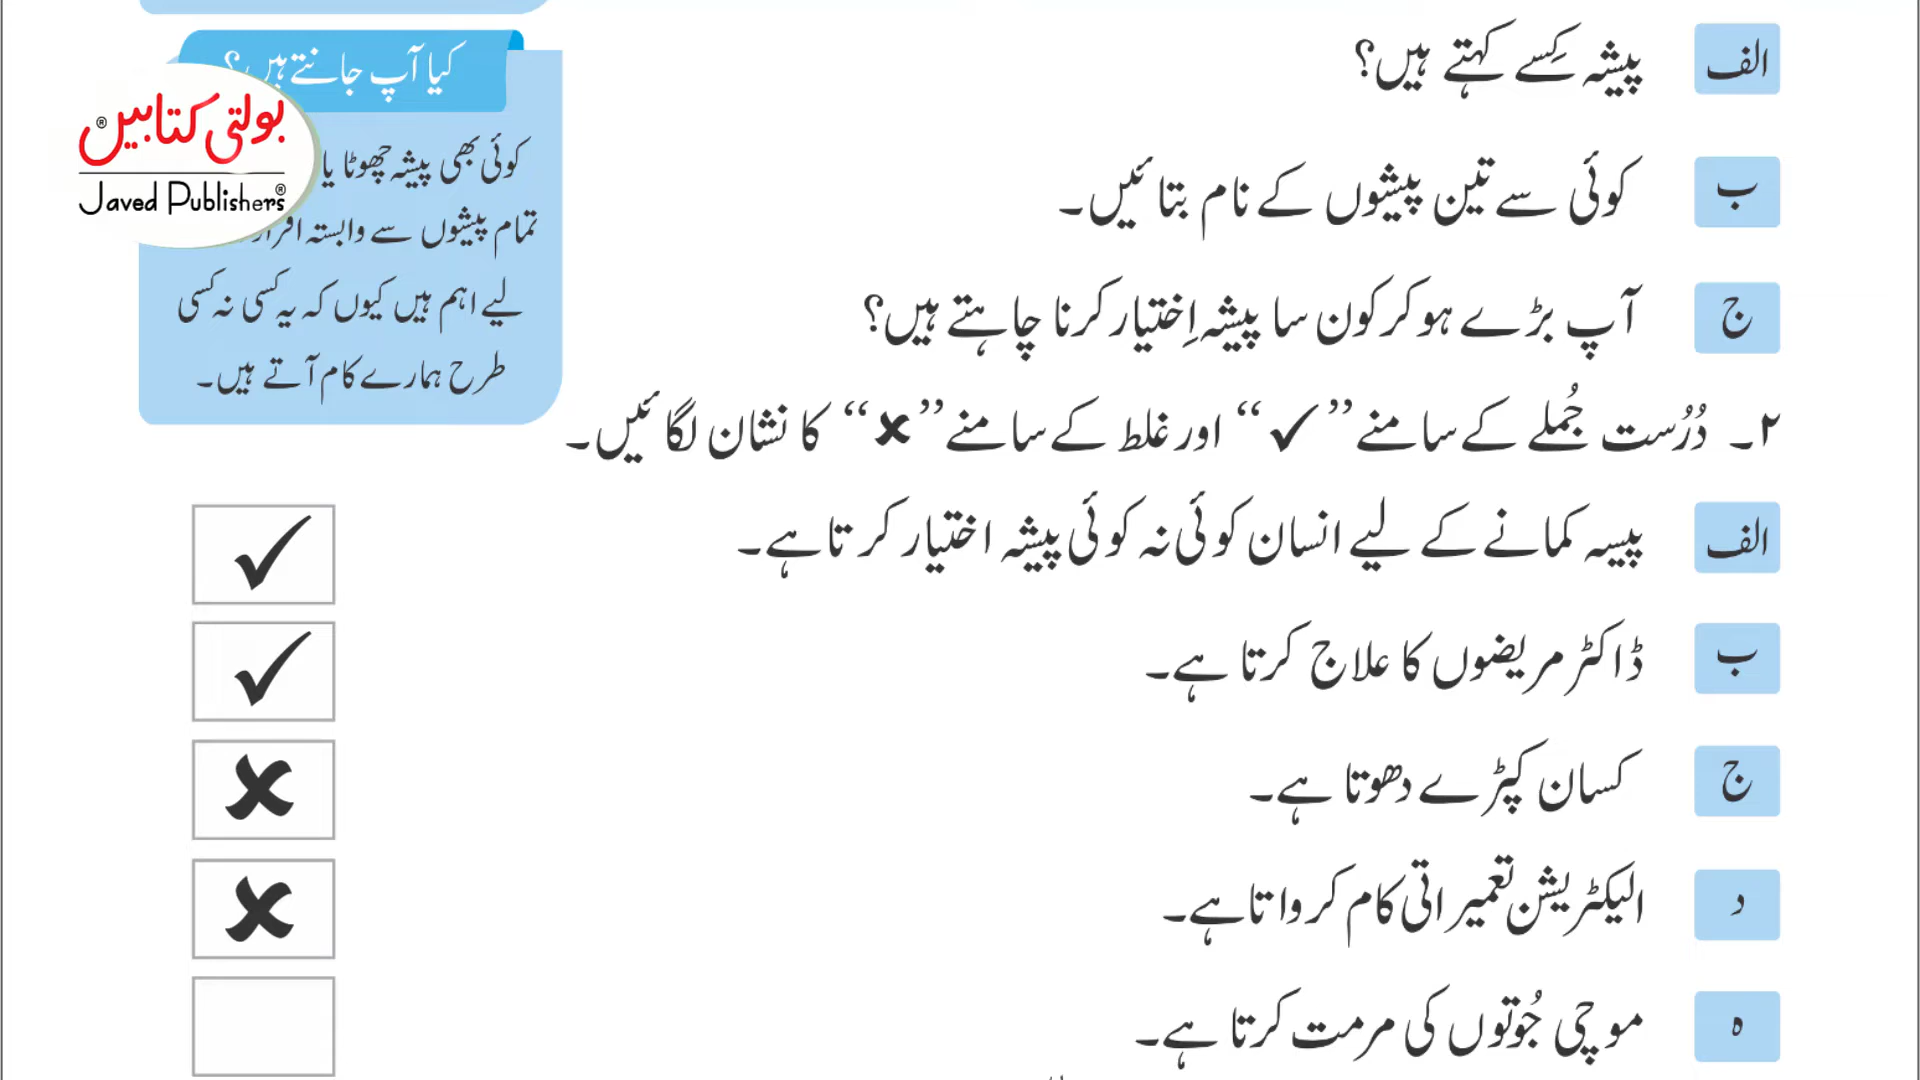 الف پیشہ کِسے کہتے ہیں؟
ب کوئی سے تین پیشوں کے نام بتائیں۔
ج آپ بڑے ہو کر کون سا پیشہ اِختیار کرنا چاہتے ہیں؟
کیا آپ جانتے ہیں؟
کوئی بھی پیشہ چھوٹا یا
تمام پیشوں سے وابستہ افراد
لیے اہم ہیں کیوں کہ یہ کسی نہ کسی
طرح ہمارے کام آتے ہیں۔
بولتی کتابیں®
Javed Publishers®
۲۔ دُرُست جُملے کے سامنے ”✓“ اور غلط کے سامنے ”✘“ کا نشان لگائیں۔
الف پیسہ کمانے کے لیے انسان کوئی نہ کوئی پیشہ اختیار کرتا ہے۔ ✓
ب ڈاکٹر مریضوں کا علاج کرتا ہے۔ ✓
ج کسان کپڑے دھوتا ہے۔ ✘
د الیکٹریشن تعمیراتی کام کرواتا ہے۔ ✘
ہ موچی جُوتوں کی مرمت کرتا ہے۔